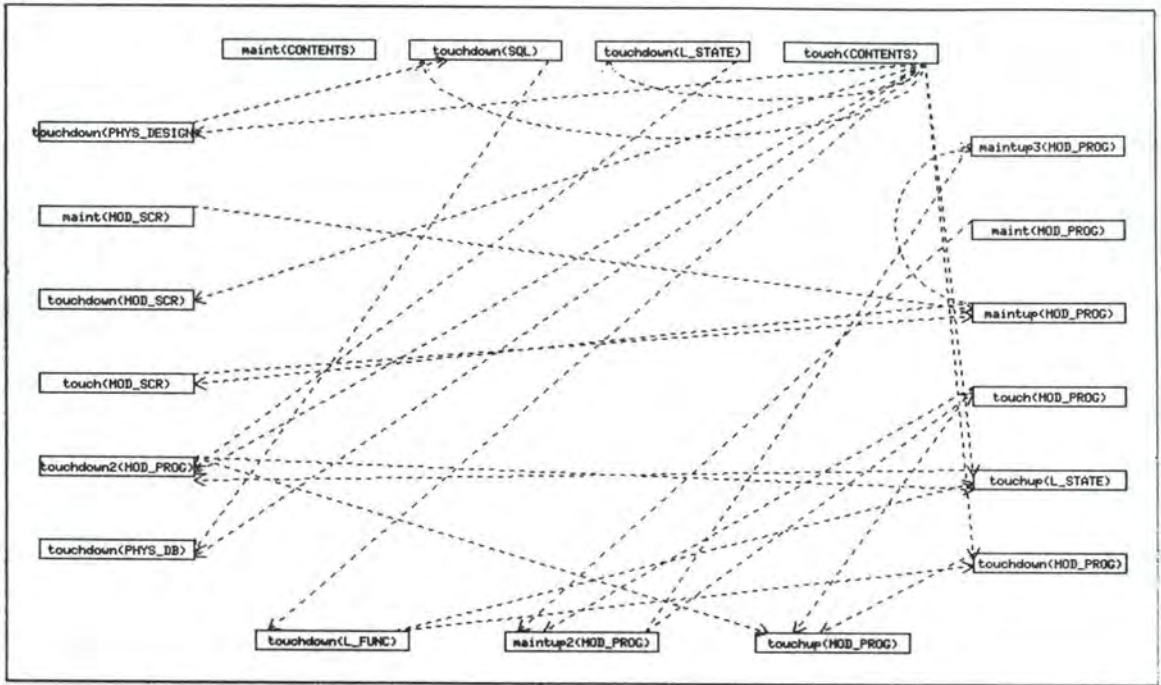 maint(CONTENTS)
touchdown(SQL)
touchdown(L_STATE)
touch(CONTENTS)
touchdown(PHYS_DESIGN)
maintup3(MOD_PROG)
maint(MOD_SCR)
maint(MOD_PROG)
touchdown(MOD_SCR)
maintup(MOD_PROG)
touch(MOD_SCR)
touch(MOD_PROG)
touchdown2(MOD_PROG)
touchup(L_STATE)
touchdown(PHYS_DB)
touchdown(MOD_PROG)
touchdown(L_FUNC)
maintup2(MOD_PROG)
touchup(MOD_PROG)